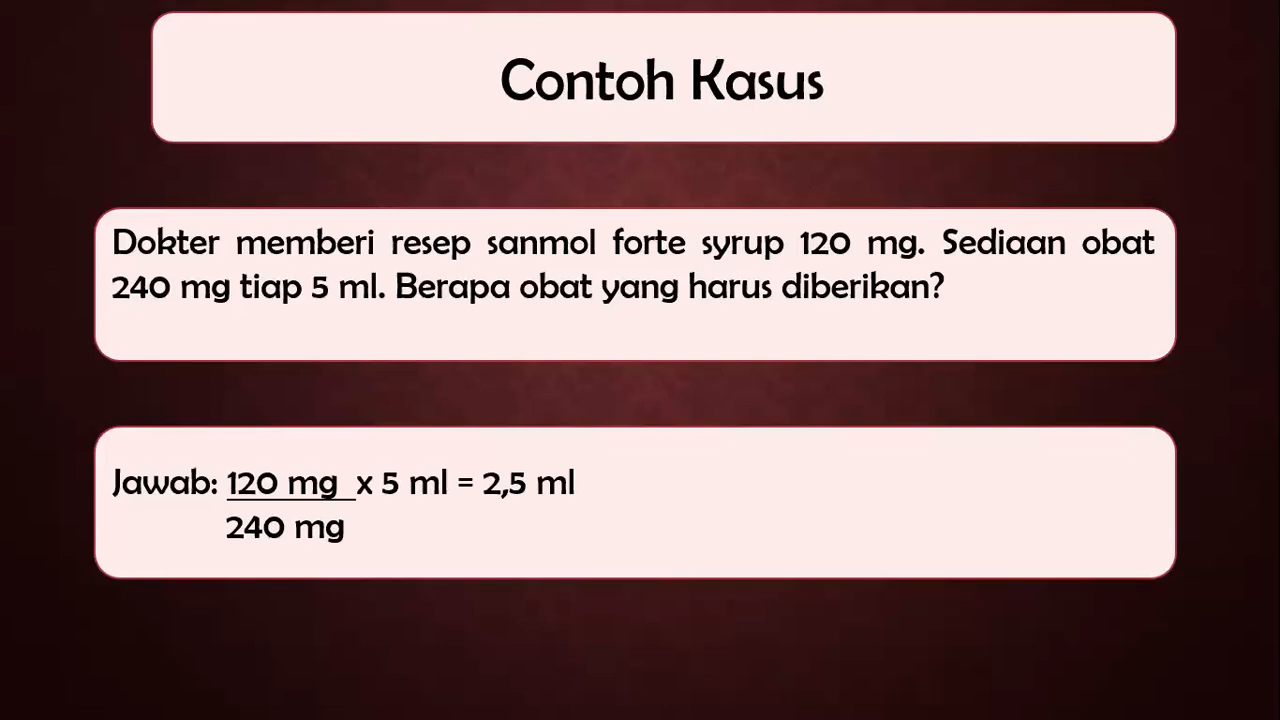 Contoh Kasus
Dokter memberi resep sanmol forte syrup 120 mg. Sediaan obat
240 mg tiap 5 ml. Berapa obat yang harus diberikan?
Jawab: 120 mg x 5 ml = 2,5 ml
240 mg